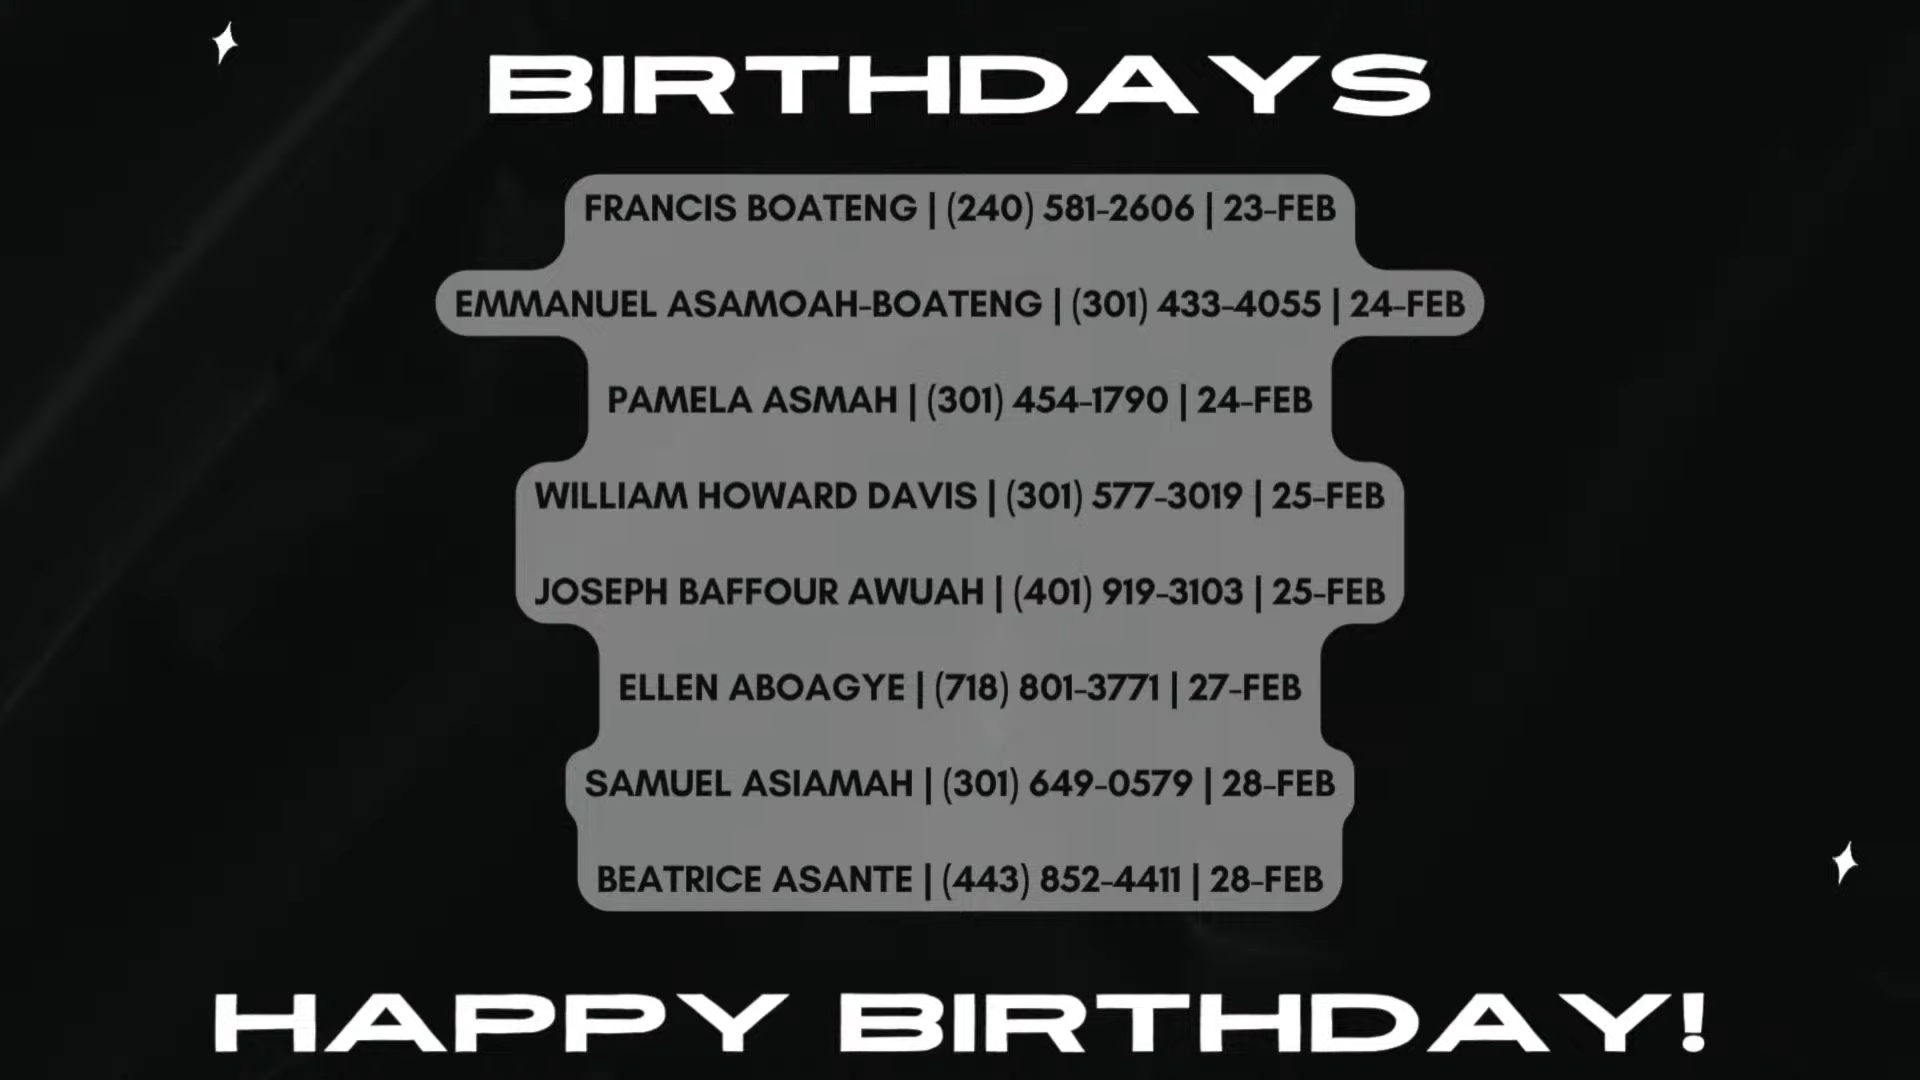 BIRTHDAYS
FRANCIS BOATENG | (240) 581-2606 | 23-FEB
EMMANUEL ASAMOAH-BOATENG | (301) 433-4055 | 24-FEB
PAMELA ASMAH | (301) 454-1790 | 24-FEB
WILLIAM HOWARD DAVIS | (301) 577-3019 | 25-FEB
JOSEPH BAFFOUR AWUAH | (401) 919-3103 | 25-FEB
ELLEN ABOAGYE | (718) 801-3771 | 27-FEB
SAMUEL ASIAMAH | (301) 649-0579 | 28-FEB
BEATRICE ASANTE | (443) 852-4411 | 28-FEB
HAPPY BIRTHDAY!